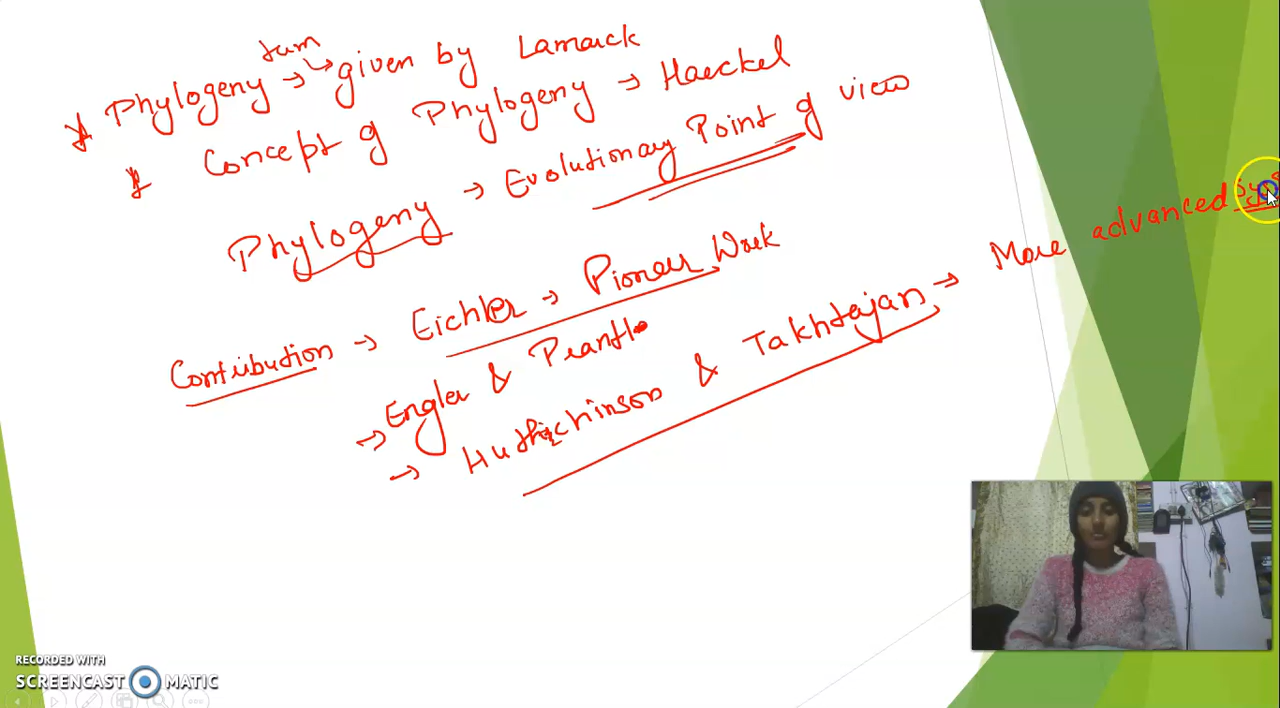 term
Phylogeny → given by Lamarck
Concept of Phylogeny → Haeckel
Phylogeny → Evolutionary Point of view
Contribution → Eichler → Pioneer Work
→ Engler & Prantl
→ Huthichinson & Takhtajan → More advanced
RECORDED WITH
SCREENCAST MATIC